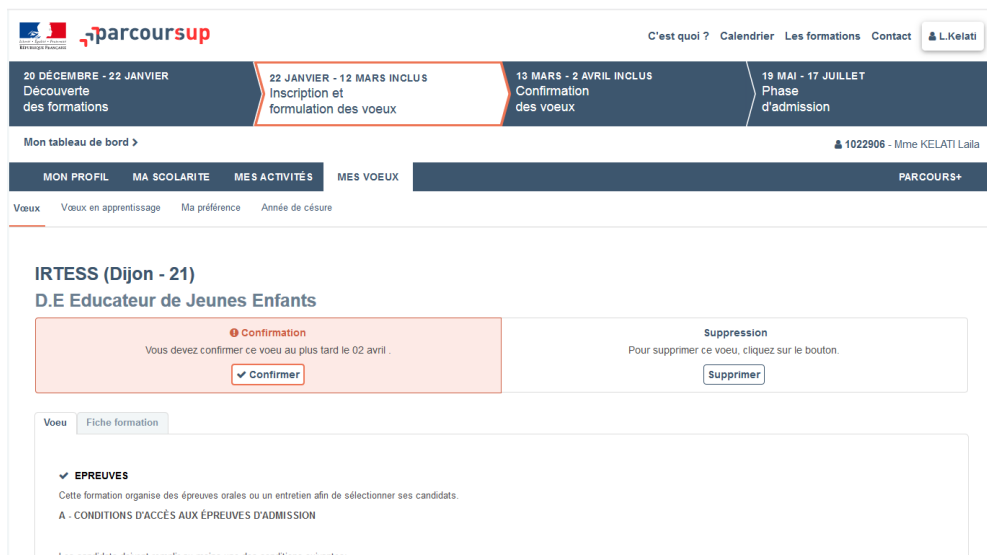 Liberté • Égalité • Fraternité
RÉPUBLIQUE FRANÇAISE
parcoursup
C'est quoi ? Calendrier Les formations Contact L.Kelati
20 DÉCEMBRE - 22 JANVIER
Découverte
des formations
22 JANVIER - 12 MARS INCLUS
Inscription et
formulation des voeux
13 MARS - 2 AVRIL INCLUS
Confirmation
des voeux
19 MAI - 17 JUILLET
Phase
d'admission
Mon tableau de bord >
1022906 - Mme KELATI Laila
MON PROFIL MA SCOLARITE MES ACTIVITÉS MES VOEUX PARCOURS+
Vœux Vœux en apprentissage Ma préférence Année de césure
IRTESS (Dijon - 21)
D.E Educateur de Jeunes Enfants
Confirmation
Vous devez confirmer ce voeu au plus tard le 02 avril .
Confirmer
Suppression
Pour supprimer ce voeu, cliquez sur le bouton.
Supprimer
Voeu Fiche formation
EPREUVES
Cette formation organise des épreuves orales ou un entretien afin de sélectionner ses candidats.
A - CONDITIONS D'ACCÈS AUX ÉPREUVES D'ADMISSION